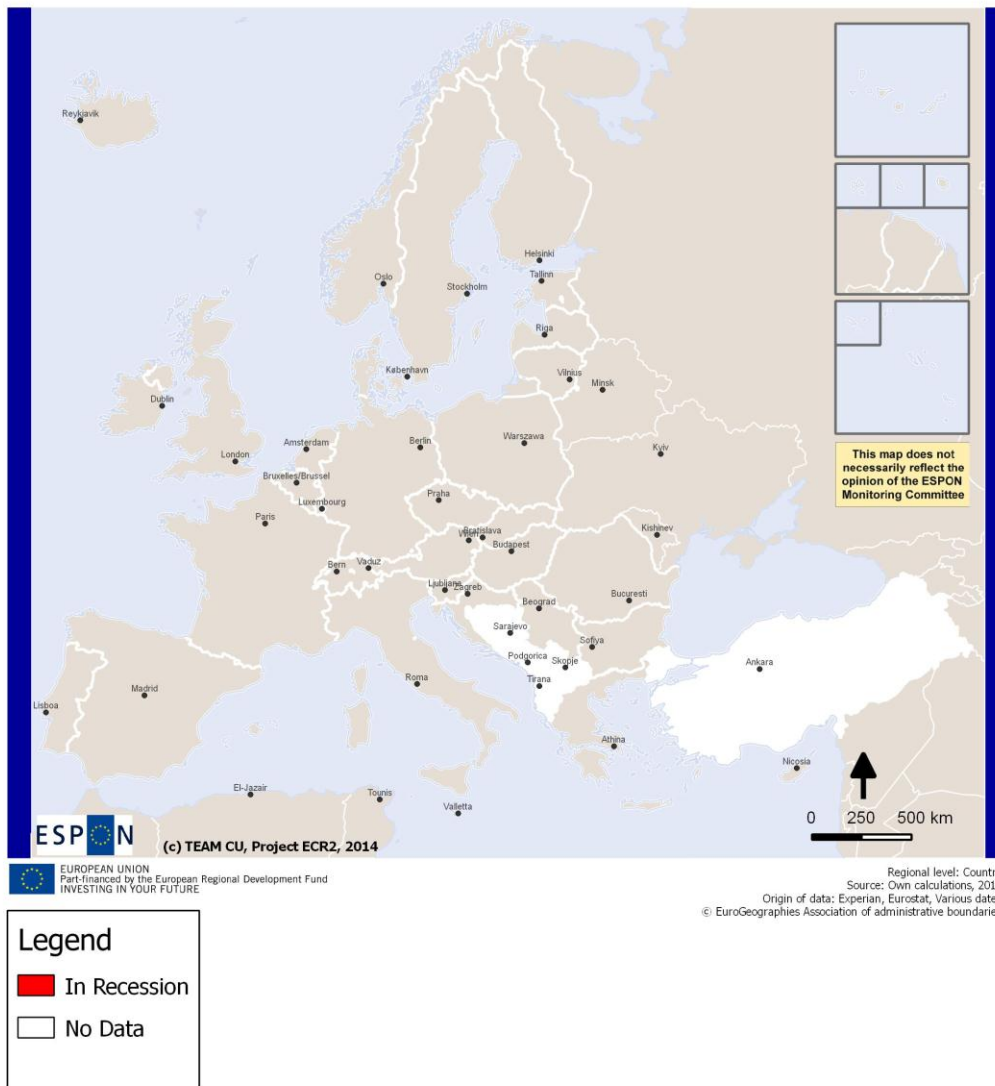 Reykjavik
Helsinki
Tallinn
Oslo
Stockholm
Riga
København
Vilnius
Minsk
Dublin
Amsterdam
Berlin
Warszawa
London
Kyiv
Bruxelles/Brussel
Luxembourg
Praha
Paris
Kishinev
Bratislava
Wien
Budapest
Bern
Vaduz
Ljubljana
Zagreb
Beograd
Bucuresti
Sarajevo
Sofiya
Podgorica
Skopje
Ankara
Roma
Tirana
Madrid
Lisboa
Athina
Nicosia
El-Jazair
Tounis
Valletta
This map does not
necessarily reflect the
opinion of the ESPON
Monitoring Committee
0 250 500 km
ESPON
(c) TEAM CU, Project ECR2, 2014
EUROPEAN UNION
Part-financed by the European Regional Development Fund
INVESTING IN YOUR FUTURE
Regional level: Countr
Source: Own calculations, 201
Origin of data: Experian, Eurostat, Various date
© EuroGeographies Association of administrative boundarie
Legend
In Recession
No Data